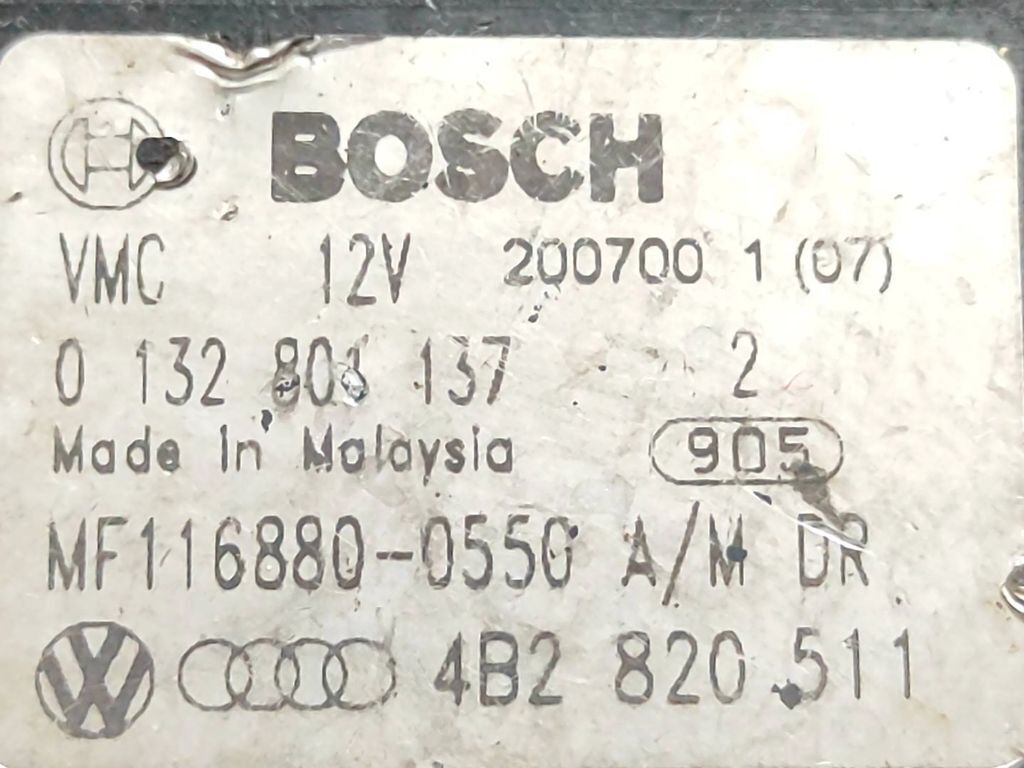 BOSCH
VMC 12V 200700 1 (07)
0 132 801 137 2
Made in Malaysia 905
MF116880-0550 A/M DR
4B2 820 511